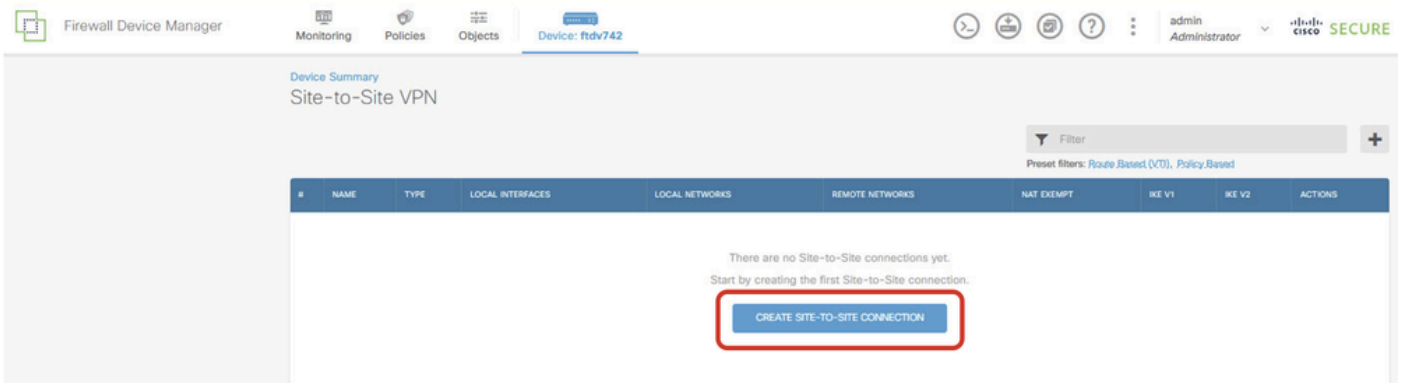 Firewall Device Manager
Monitoring Policies Objects Device: ftdv742
admin
Administrator
cisco SECURE
Device Summary
Site-to-Site VPN
Filter
Preset filters: Route Based (VTI), Policy Based
# NAME TYPE LOCAL INTERFACES LOCAL NETWORKS REMOTE NETWORKS NAT EXEMPT IKE V1 IKE V2 ACTIONS
There are no Site-to-Site connections yet.
Start by creating the first Site-to-Site connection.
CREATE SITE-TO-SITE CONNECTION